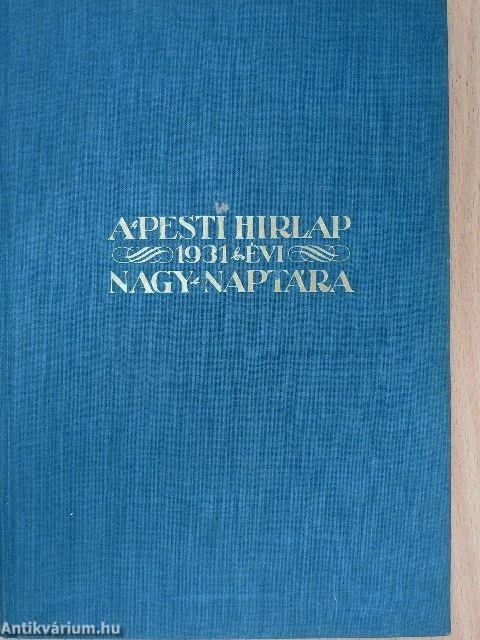 A PESTI HIRLAP
1931 ÉVI
NAGY NAPTÁRA
Antikvárium.hu